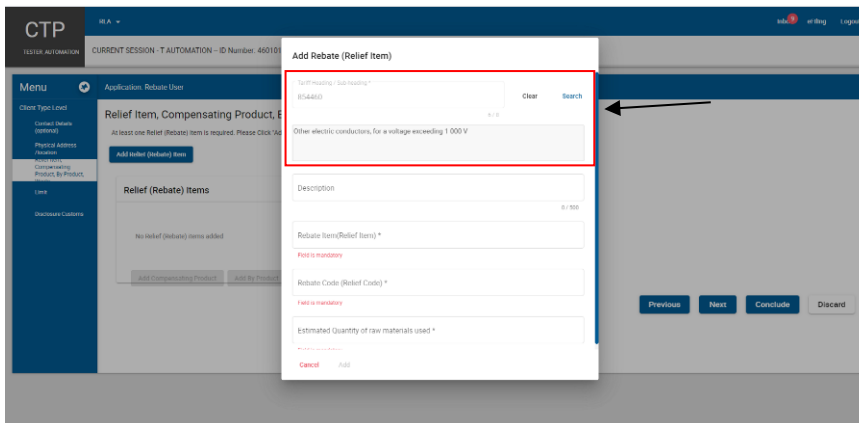 CTP
TESTER, AUTOMATION
HLA
9
eFiling
Logout
CURRENT SESSION - T AUTOMATION -- ID Number: 460101
Menu
Client Type Level
Contact Details
(optional)
Physical Address
/location
Relief Item,
Compensating
Product, By Product,
Limit
Disclosure Customs
Application: Rebate User
Relief Item, Compensating Product, E
At least one Relief (Rebate) Item is required. Please Click 'Ad
Add Relief (Rebate) Item
Relief (Rebate) Items
No Relief (Rebate) items added
Add Compensating Product
Add By Product
Add Rebate (Relief Item)
Tariff Heading / Sub-heading *
854460
Clear
Search
Other electric conductors, for a voltage exceeding 1 000 V
Description
0 / 500
Rebate Item(Relief Item) *
Field is mandatory
Rebate Code (Relief Code) *
Field is mandatory
Estimated Quantity of raw materials used *
Cancel
Add
Previous
Next
Conclude
Discard